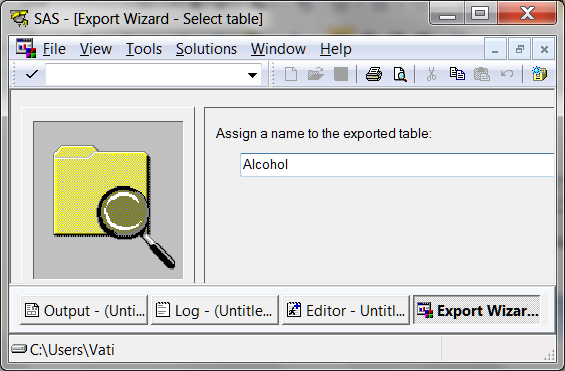 SAS - [Export Wizard - Select table]
File View Tools Solutions Window Help
Assign a name to the exported table:
Alcohol
Output - (Unti... Log - (Untitle... Editor - Untitl... Export Wizar...
C:\Users\Vati